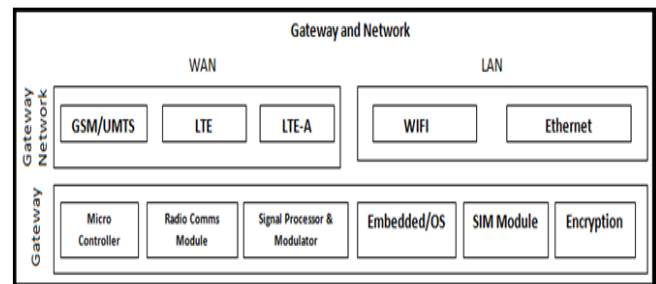 Gateway and Network
WAN
LAN
Gateway
Network
GSM/UMTS
LTE
LTE-A
WIFI
Ethernet
Gateway
Micro
Controller
Radio Comms
Module
Signal Processor &
Modulator
Embedded/OS
SIM Module
Encryption